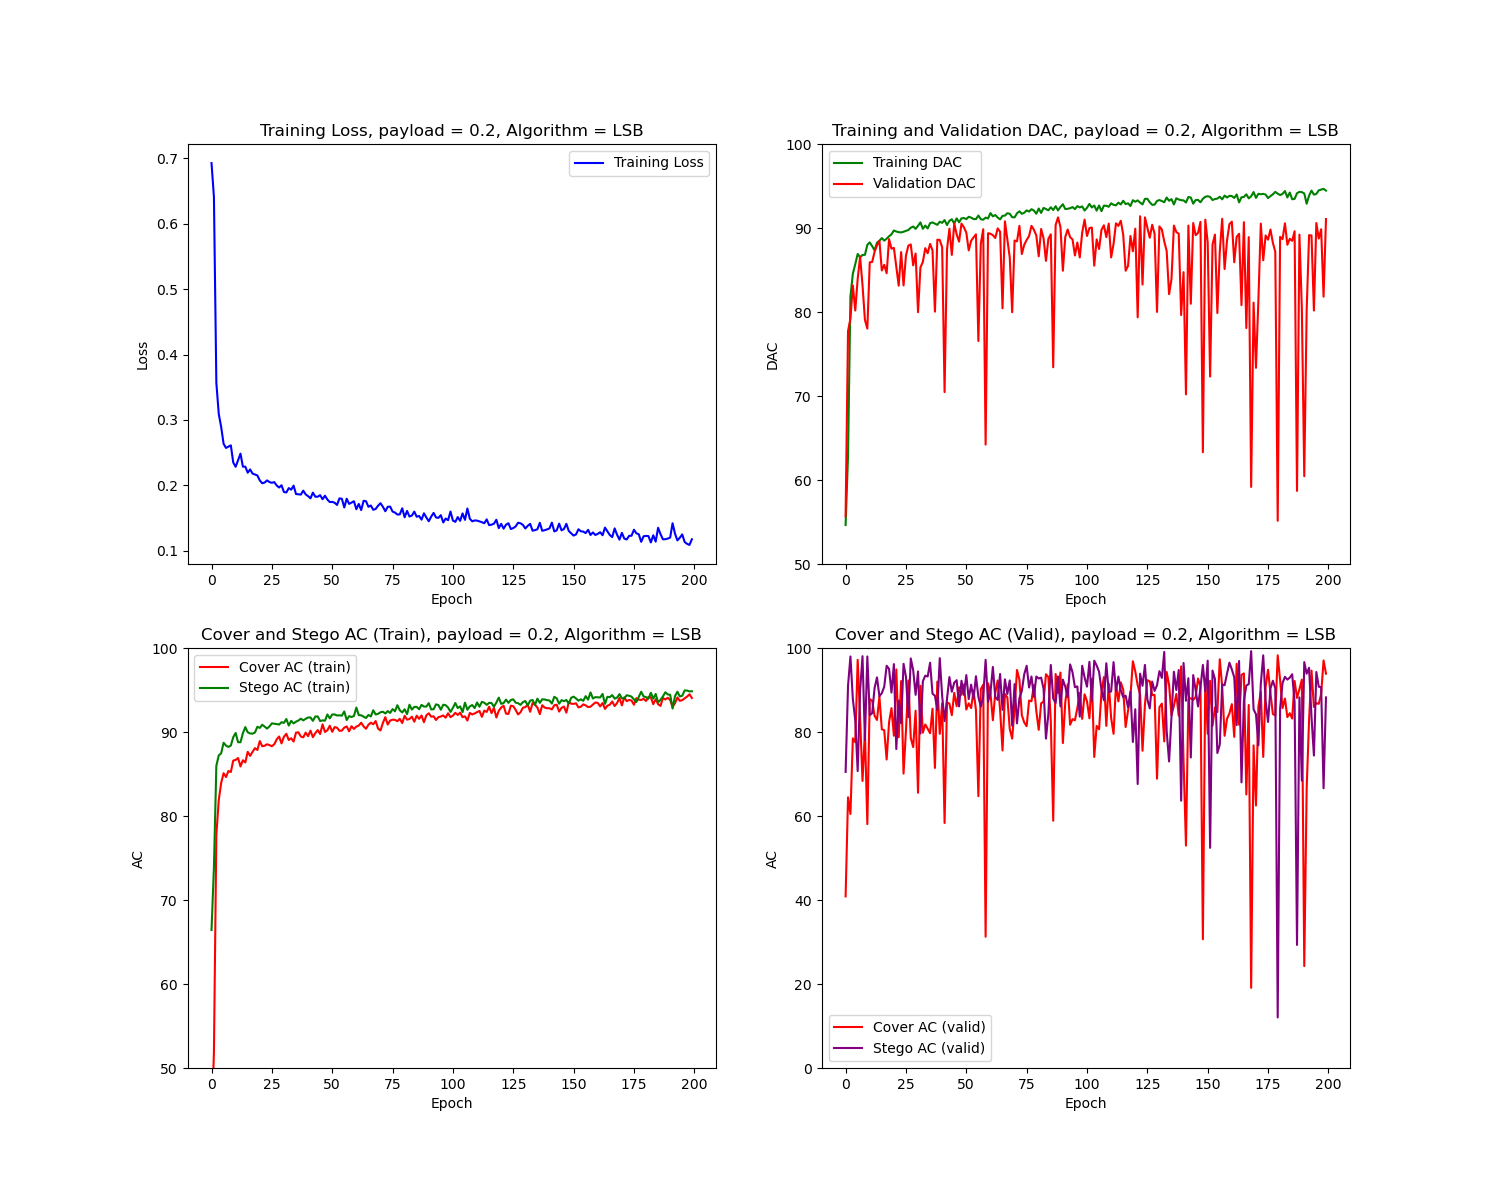 Training Loss, payload = 0.2, Algorithm = LSB
Training Loss
0.7
0.6
0.5
0.4
0.3
0.2
0.1
Loss
0 25 50 75 100 125 150 175 200
Epoch
Training and Validation DAC, payload = 0.2, Algorithm = LSB
Training DAC
Validation DAC
100
90
80
70
60
50
DAC
0 25 50 75 100 125 150 175 200
Epoch
Cover and Stego AC (Train), payload = 0.2, Algorithm = LSB
Cover AC (train)
Stego AC (train)
100
90
80
70
60
50
AC
0 25 50 75 100 125 150 175 200
Epoch
Cover and Stego AC (Valid), payload = 0.2, Algorithm = LSB
100
80
60
40
20
0
AC
Cover AC (valid)
Stego AC (valid)
0 25 50 75 100 125 150 175 200
Epoch